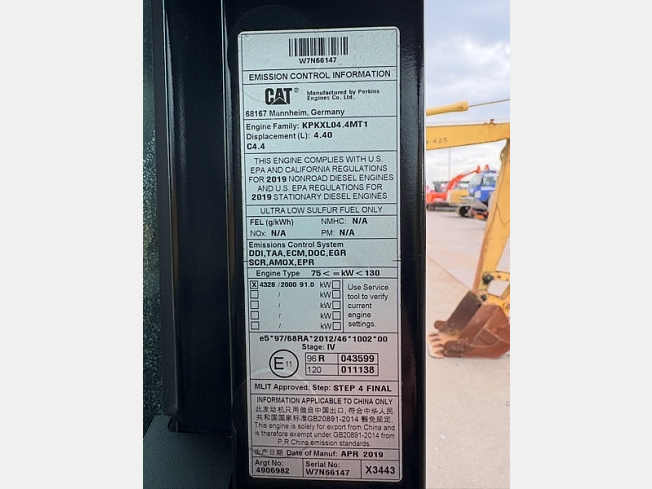 W7N66147
EMISSION CONTROL INFORMATION
CAT® Manufactured by Perkins Engines Co. Ltd.
68167 Mannheim, Germany
Engine Family: KPKXL04.4MT1
Displacement (L): 4.40
C4.4
THIS ENGINE COMPLIES WITH U.S.
EPA AND CALIFORNIA REGULATIONS
FOR 2019 NONROAD DIESEL ENGINES
AND U.S. EPA REGULATIONS FOR
2019 STATIONARY DIESEL ENGINES
ULTRA LOW SULFUR FUEL ONLY
FEL (g/kWh) NMHC: N/A
NOx: N/A PM: N/A
Emissions Control System
DDI,TAA,ECM,DOC,EGR
SCR,AMOX,EPR
Engine Type 75<=kW<130
X 4328 /2000 91.0 kW
kW
kW
kW
Use Service
tool to verify
current
engine
settings.
e5*97/68RA*2012/46*1002*00
Stage: IV
E11
96 R 043599
120 011138
MLIT Approved: Step: STEP 4 FINAL
INFORMATION APPLICABLE TO CHINA ONLY
此发动机只用做自中国出口, 符合中华人民
共和国国家标准GB20891-2014 豁免规定.
This engine is solely for export from China and
is therefore exempt under GB20891-2014 from
P.R.China emission standards.
生产日期 Date of Manuf: APR 2019
Argt No: Serial No:
4906982 W7N66147 X3443
425